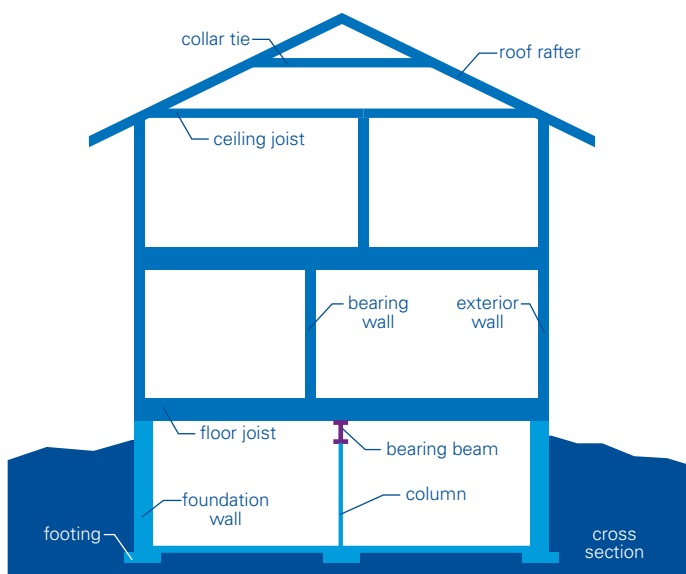 collar tie
roof rafter
ceiling joist
bearing
wall
exterior
wall
floor joist
bearing beam
foundation
wall
column
footing
cross
section